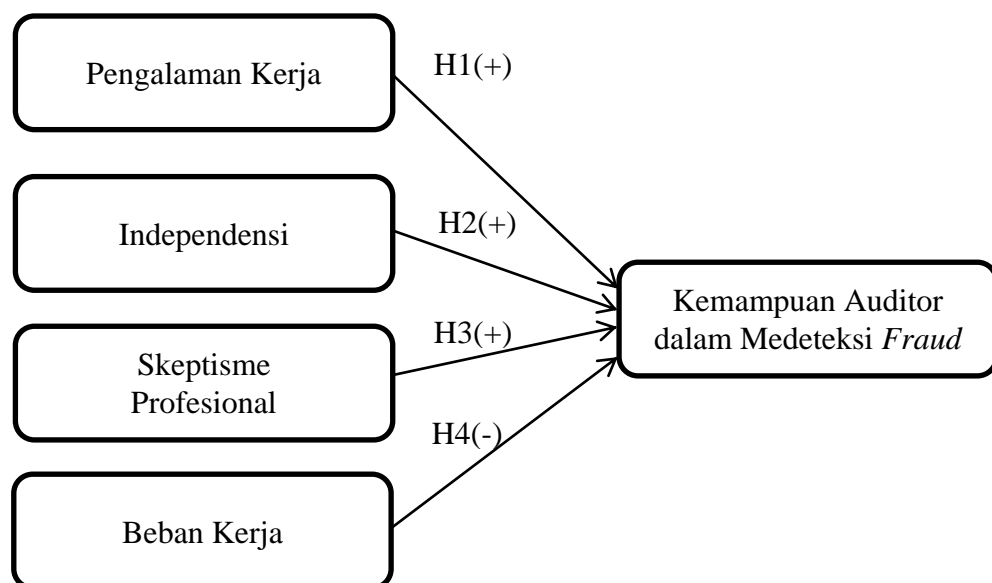 Pengalaman Kerja
H1(+)
Independensi
H2(+)
Kemampuan Auditor
dalam Medeteksi Fraud
Skeptisme
Profesional
H3(+)
H4(-)
Beban Kerja